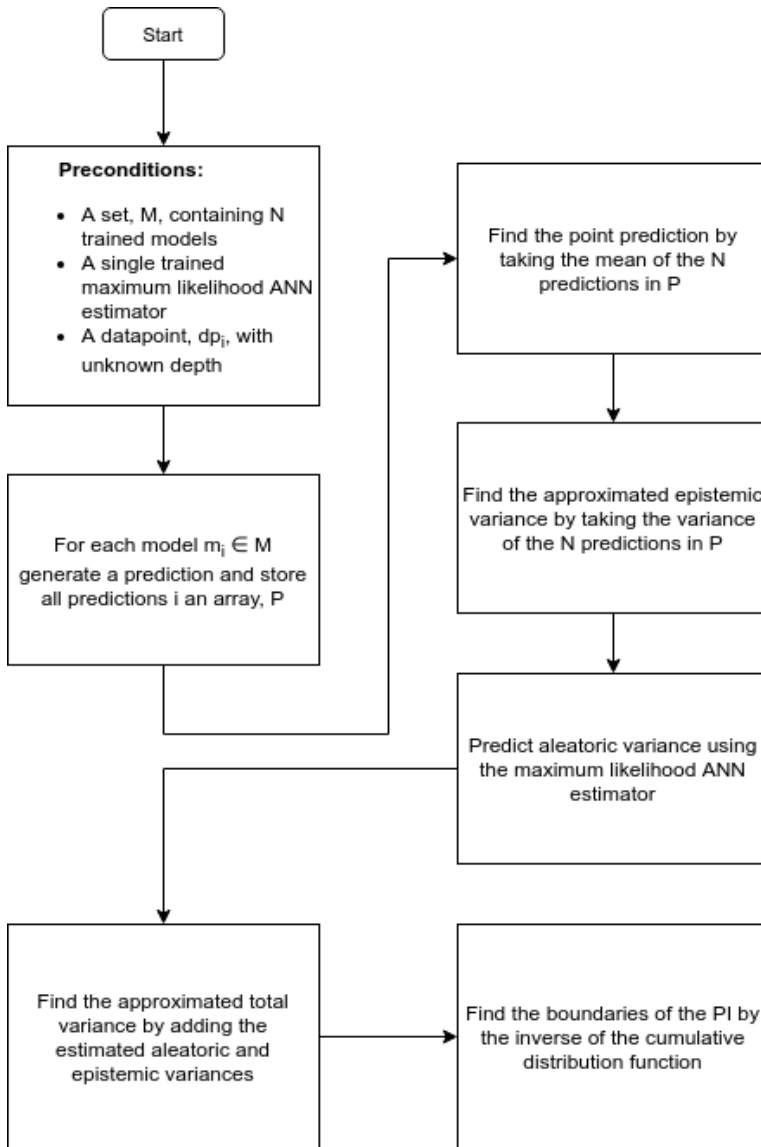 Start
Preconditions:
• A set, M, containing N
trained models
• A single trained
maximum likelihood ANN
estimator
• A datapoint, dpᵢ, with
unknown depth
For each model mᵢ ∈ M
generate a prediction and store
all predictions i an array, P
Find the point prediction by
taking the mean of the N
predictions in P
Find the approximated epistemic
variance by taking the variance
of the N predictions in P
Predict aleatoric variance using
the maximum likelihood ANN
estimator
Find the approximated total
variance by adding the
estimated aleatoric and
epistemic variances
Find the boundaries of the PI by
the inverse of the cumulative
distribution function